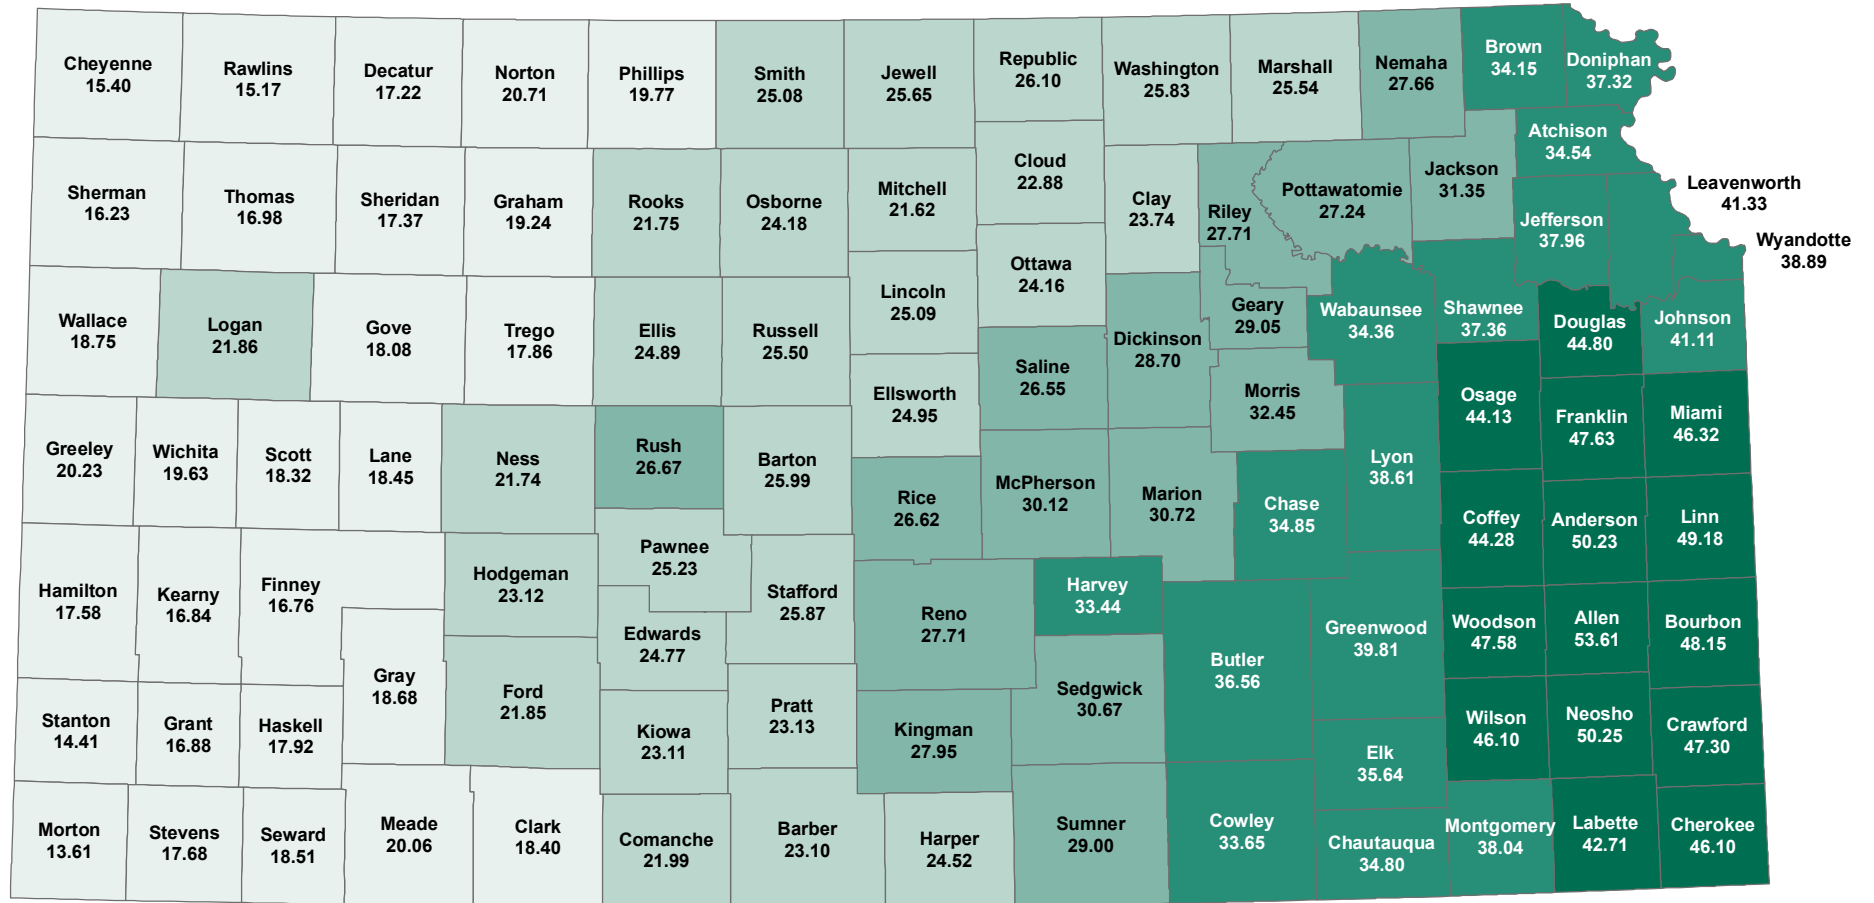 Cheyenne
15.40
Rawlins
15.17
Decatur
17.22
Norton
20.71
Phillips
19.77
Smith
25.08
Jewell
25.65
Republic
26.10
Washington
25.83
Marshall
25.54
Nemaha
27.66
Brown
34.15
Doniphan
37.32
Atchison
34.54
Sherman
16.23
Thomas
16.98
Sheridan
17.37
Graham
19.24
Rooks
21.75
Osborne
24.18
Mitchell
21.62
Cloud
22.88
Clay
23.74
Riley
27.71
Pottawatomie
27.24
Jackson
31.35
Jefferson
37.96
Leavenworth
41.33
Wyandotte
38.89
Wallace
18.75
Logan
21.86
Gove
18.08
Trego
17.86
Ellis
24.89
Russell
25.50
Lincoln
25.09
Ottawa
24.16
Dickinson
28.70
Geary
29.05
Wabaunsee
34.36
Shawnee
37.36
Douglas
44.80
Johnson
41.11
Ellsworth
24.95
Saline
26.55
Morris
32.45
Osage
44.13
Franklin
47.63
Miami
46.32
Greeley
20.23
Wichita
19.63
Scott
18.32
Lane
18.45
Ness
21.74
Rush
26.67
Barton
25.99
Rice
26.62
McPherson
30.12
Marion
30.72
Chase
34.85
Lyon
38.61
Coffey
44.28
Anderson
50.23
Linn
49.18
Hamilton
17.58
Kearny
16.84
Finney
16.76
Hodgeman
23.12
Pawnee
25.23
Stafford
25.87
Edwards
24.77
Reno
27.71
Harvey
33.44
Butler
36.56
Greenwood
39.81
Woodson
47.58
Allen
53.61
Bourbon
48.15
Gray
18.68
Ford
21.85
Kiowa
23.11
Pratt
23.13
Kingman
27.95
Sedgwick
30.67
Elk
35.64
Wilson
46.10
Neosho
50.25
Crawford
47.30
Stanton
14.41
Grant
16.88
Haskell
17.92
Morton
13.61
Stevens
17.68
Seward
18.51
Meade
20.06
Clark
18.40
Comanche
21.99
Barber
23.10
Harper
24.52
Sumner
29.00
Cowley
33.65
Chautauqua
34.80
Montgomery
38.04
Labette
42.71
Cherokee
46.10